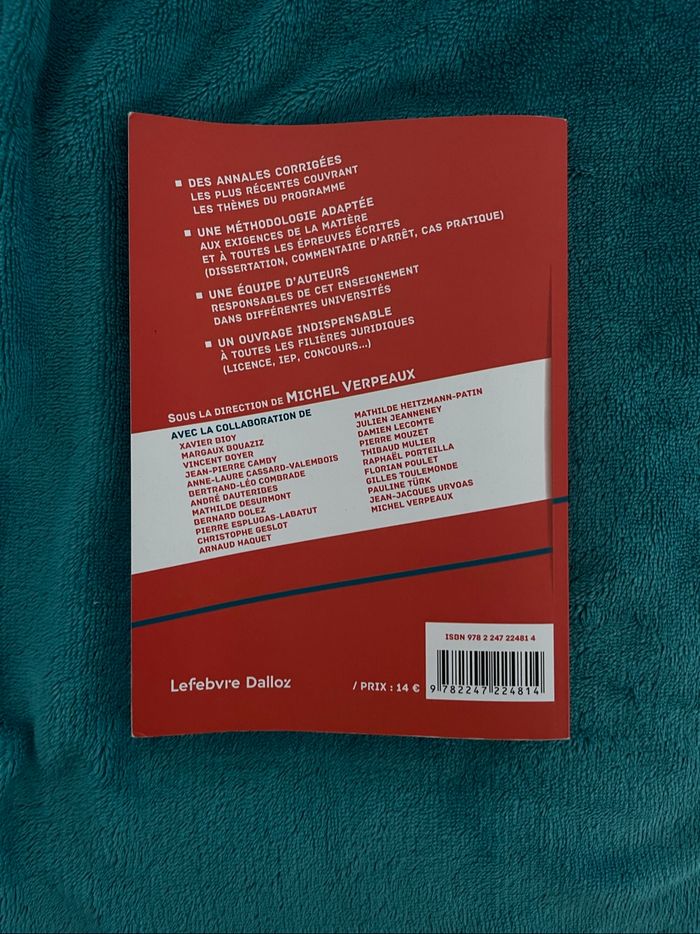 ■ DES ANNALES CORRIGÉES
LES PLUS RÉCENTES COUVRANT
LES THÈMES DU PROGRAMME
■ UNE MÉTHODOLOGIE ADAPTÉE
AUX EXIGENCES DE LA MATIÈRE
ET À TOUTES LES ÉPREUVES ÉCRITES
(DISSERTATION, COMMENTAIRE D'ARRÊT, CAS PRATIQUE)
■ UNE ÉQUIPE D'AUTEURS
RESPONSABLES DE CET ENSEIGNEMENT
DANS DIFFÉRENTES UNIVERSITÉS
■ UN OUVRAGE INDISPENSABLE
À TOUTES LES FILIÈRES JURIDIQUES
(LICENCE, IEP, CONCOURS...)
SOUS LA DIRECTION DE MICHEL VERPEAUX
AVEC LA COLLABORATION DE
XAVIER BIOY
MARGAUX BOUAZIZ
VINCENT BOYER
JEAN-PIERRE CAMBY
ANNE-LAURE CASSARD-VALEMBOIS
BERTRAND-LÉO COMBRADE
ANDRÉ DAUTERIBES
MATHILDE DESURMONT
BERNARD DOLEZ
PIERRE ESPLUGAS-LABATUT
CHRISTOPHE GESLOT
ARNAUD HAQUET
MATHILDE HEITZMANN-PATIN
JULIEN JEANNENEY
DAMIEN LECOMTE
PIERRE MOUZET
THIBAUD MULIER
RAPHAËL PORTEILLA
FLORIAN POULET
GILLES TOULEMONDE
PAULINE TÜRK
JEAN-JACQUES URVOAS
MICHEL VERPEAUX
Lefebvre Dalloz
/ PRIX : 14 €
ISBN 978 2 247 22481 4
9 782247 224814